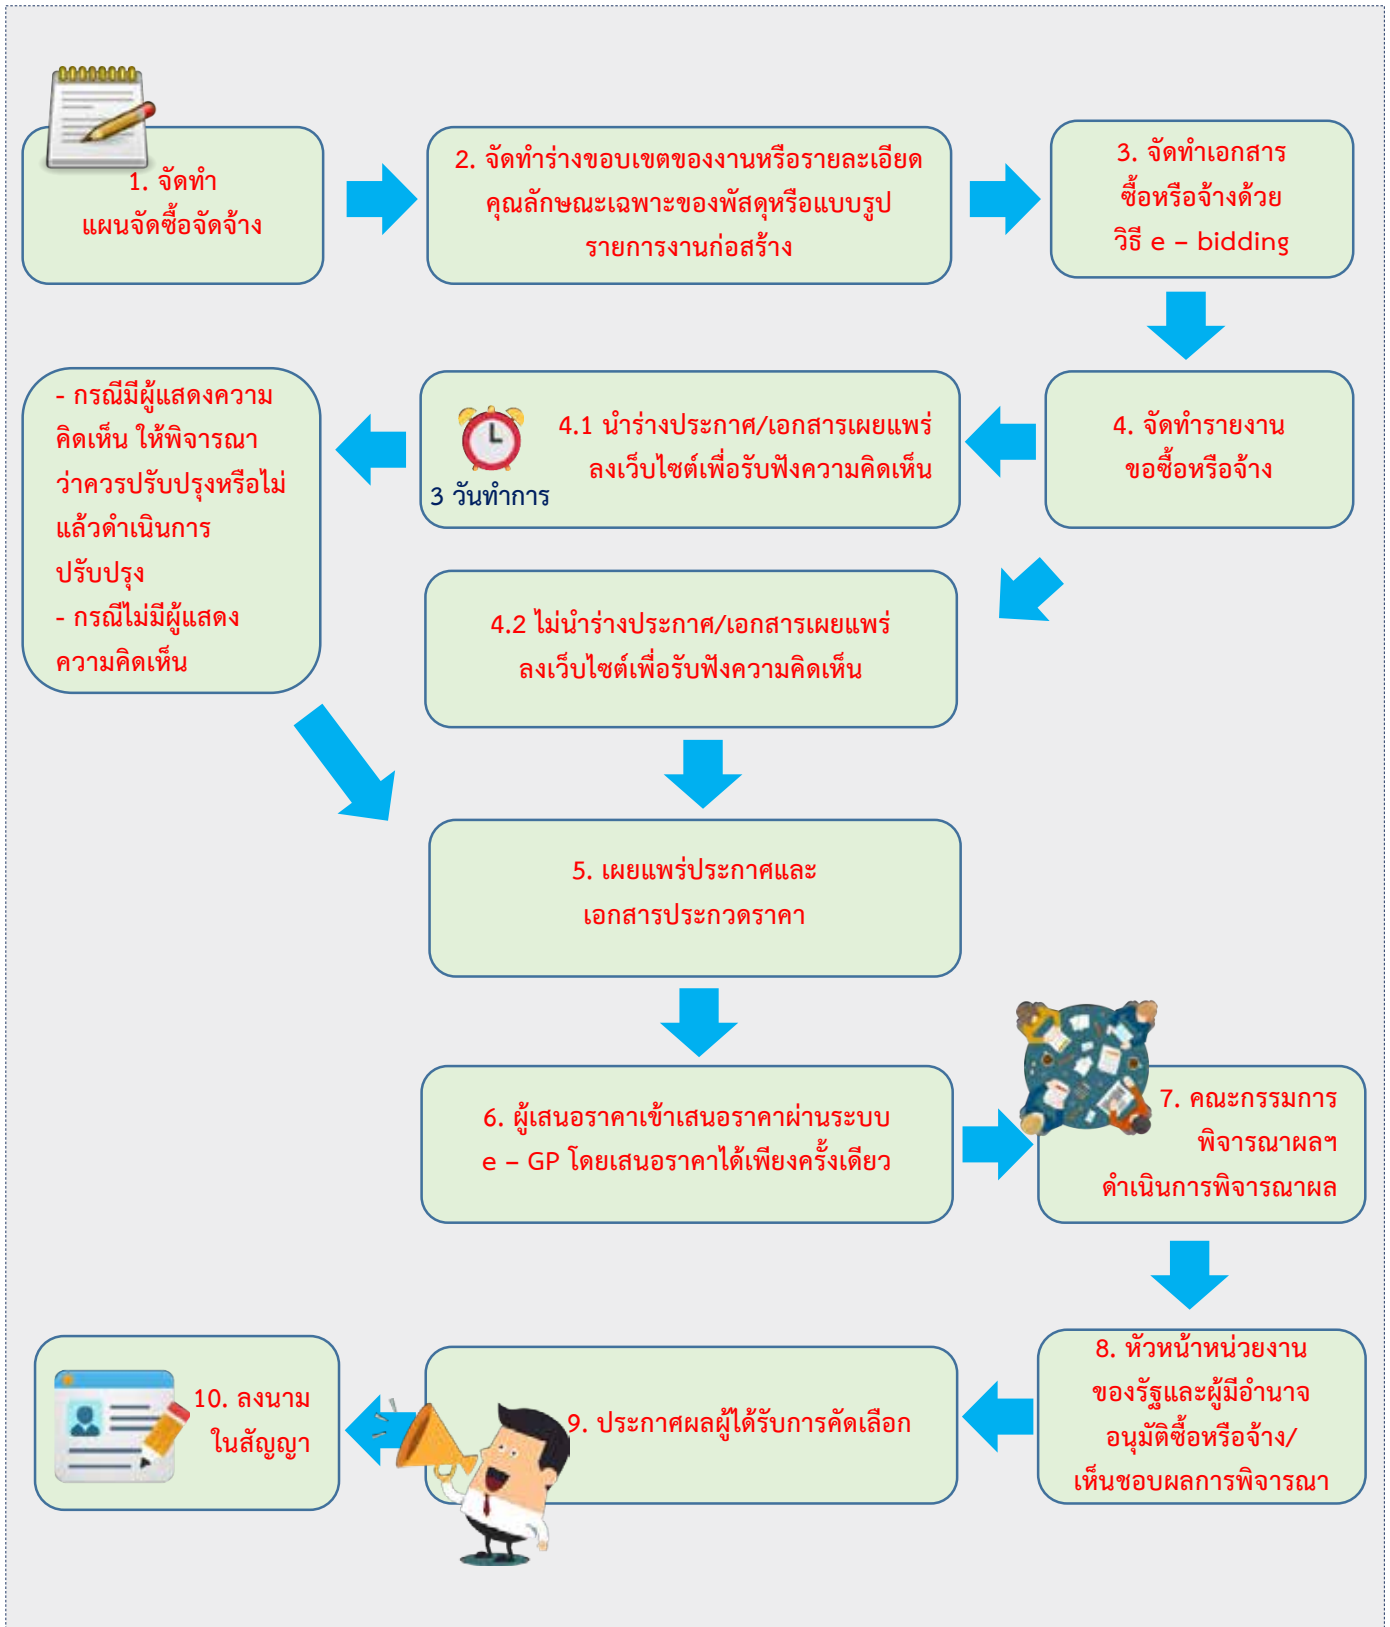 1. จัดทำ
แผนจัดซื้อจัดจ้าง
2. จัดทำร่างขอบเขตของงานหรือรายละเอียด
คุณลักษณะเฉพาะของพัสดุหรือแบบรูป
รายการงานก่อสร้าง
3. จัดทำเอกสาร
ซื้อหรือจ้างด้วย
วิธี e – bidding
4. จัดทำรายงาน
ขอซื้อหรือจ้าง
4.1 นำร่างประกาศ/เอกสารเผยแพร่
ลงเว็บไซต์เพื่อรับฟังความคิดเห็น
3 วันทำการ
- กรณีมีผู้แสดงความ
คิดเห็น ให้พิจารณา
ว่าควรปรับปรุงหรือไม่
แล้วดำเนินการ
ปรับปรุง
- กรณีไม่มีผู้แสดง
ความคิดเห็น
4.2 ไม่นำร่างประกาศ/เอกสารเผยแพร่
ลงเว็บไซต์เพื่อรับฟังความคิดเห็น
5. เผยแพร่ประกาศและ
เอกสารประกวดราคา
6. ผู้เสนอราคาเข้าเสนอราคาผ่านระบบ
e – GP โดยเสนอราคาได้เพียงครั้งเดียว
7. คณะกรรมการ
พิจารณาผลฯ
ดำเนินการพิจารณาผล
8. หัวหน้าหน่วยงาน
ของรัฐและผู้มีอำนาจ
อนุมัติซื้อหรือจ้าง/
เห็นชอบผลการพิจารณา
9. ประกาศผลผู้ได้รับการคัดเลือก
10. ลงนาม
ในสัญญา